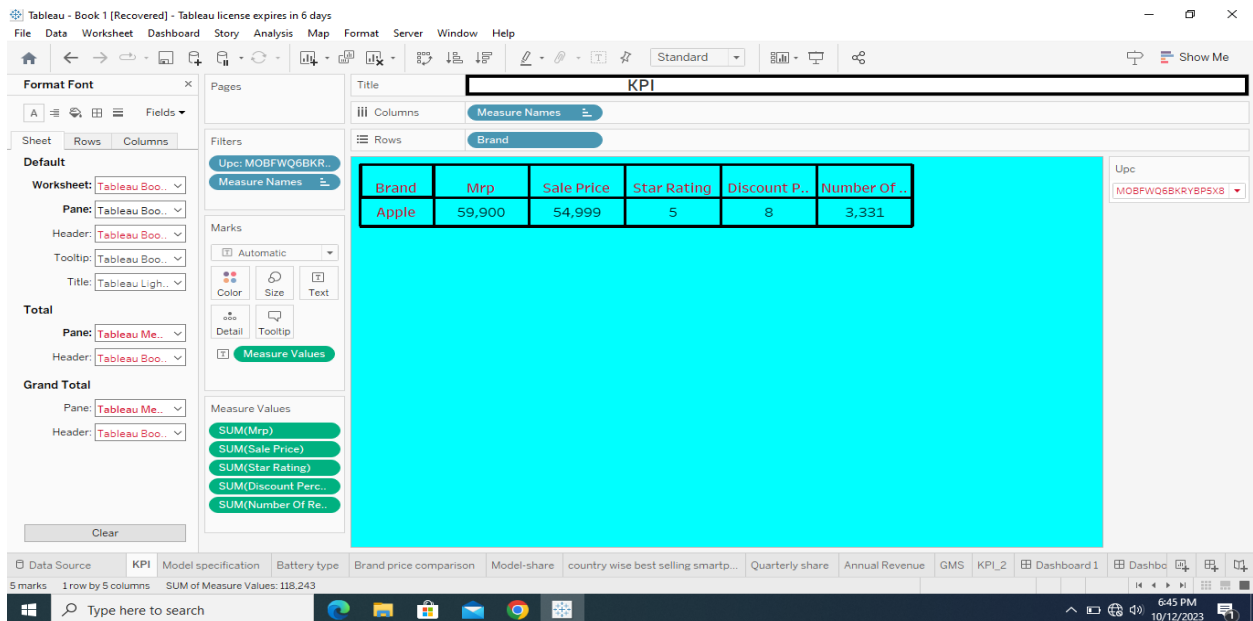 Tableau - Book 1 [Recovered] - Tableau license expires in 6 days
File Data Worksheet Dashboard Story Analysis Map Format Server Window Help
Standard
Show Me
Format Font
Fields
Sheet Rows Columns
Default
Worksheet: Tableau Boo..
Pane: Tableau Boo..
Header: Tableau Boo..
Tooltip: Tableau Boo..
Title: Tableau Ligh..
Total
Pane: Tableau Me..
Header: Tableau Boo..
Grand Total
Pane: Tableau Me..
Header: Tableau Boo..
Clear
Pages
Filters
Upc: MOBFWQ6BKR..
Measure Names
Marks
Automatic
Color Size Text
Detail Tooltip
Measure Values
Measure Values
SUM(Mrp)
SUM(Sale Price)
SUM(Star Rating)
SUM(Discount Perc..
SUM(Number Of Re..
Title KPI
Columns Measure Names
Rows Brand
Brand Mrp Sale Price Star Rating Discount P.. Number Of ..
Apple 59,900 54,999 5 8 3,331
Upc
MOBFWQ6BKRYBP5X8
Data Source KPI Model specification Battery type Brand price comparison Model-share country wise best selling smartp... Quarterly share Annual Revenue GMS KPI_2 Dashboard 1 Dashbo
5 marks 1 row by 5 columns SUM of Measure Values: 118,243
Type here to search
6:45 PM
10/12/2023